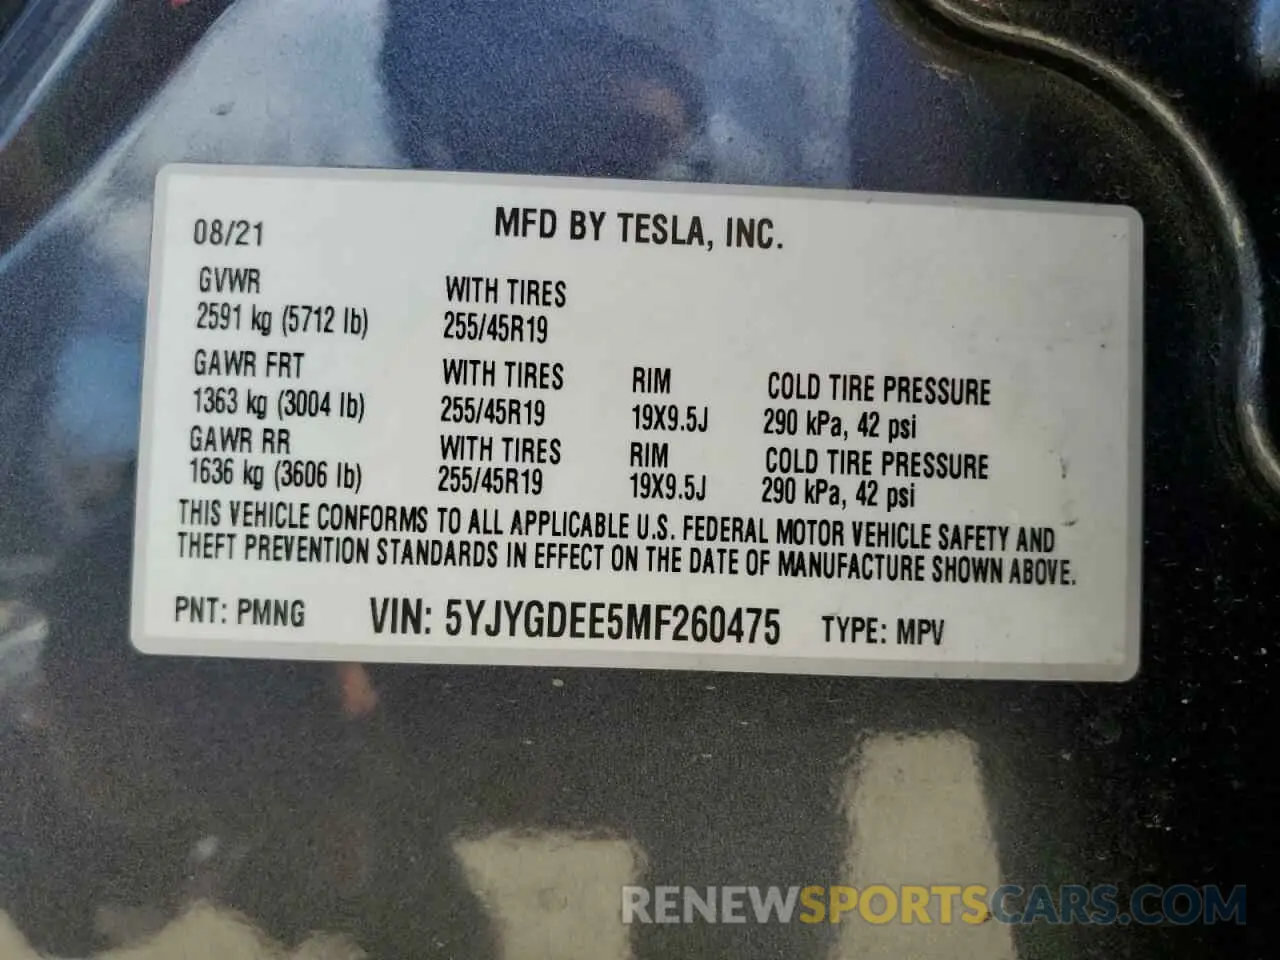 08/21 MFD BY TESLA, INC.
GVWR WITH TIRES
2591 kg (5712 lb) 255/45R19
GAWR FRT WITH TIRES RIM COLD TIRE PRESSURE
1363 kg (3004 lb) 255/45R19 19X9.5J 290 kPa, 42 psi
GAWR RR WITH TIRES RIM COLD TIRE PRESSURE
1636 kg (3606 lb) 255/45R19 19X9.5J 290 kPa, 42 psi
THIS VEHICLE CONFORMS TO ALL APPLICABLE U.S. FEDERAL MOTOR VEHICLE SAFETY AND
THEFT PREVENTION STANDARDS IN EFFECT ON THE DATE OF MANUFACTURE SHOWN ABOVE.
PNT: PMNG VIN: 5YJYGDEE5MF260475 TYPE: MPV
RENEWSPORTSCARS.COM